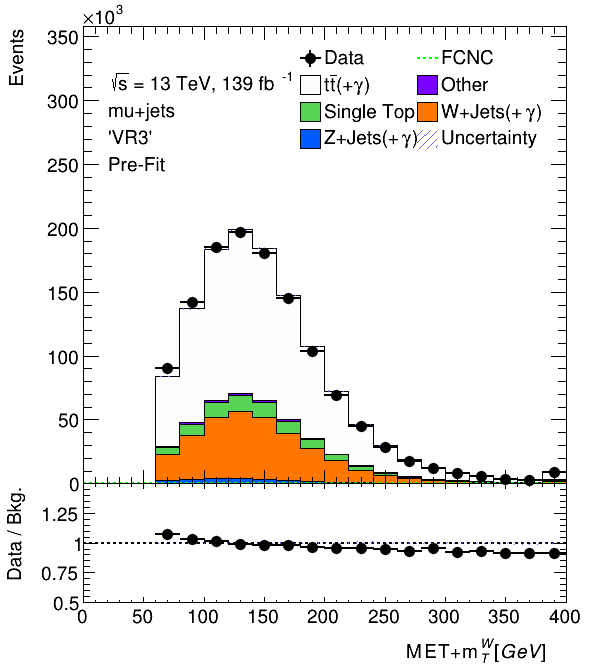 ×10³
Events
350
300
250
200
150
100
50
0
√s = 13 TeV, 139 fb⁻¹
mu+jets
'VR3'
Pre-Fit
Data
FCNC
tt̄(+γ)
Other
Single Top
W+Jets(+γ)
Z+Jets(+γ)
Uncertainty
Data / Bkg.
1.25
1
0.75
0.5
0 50 100 150 200 250 300 350 400
MET+m_T^W [GeV]